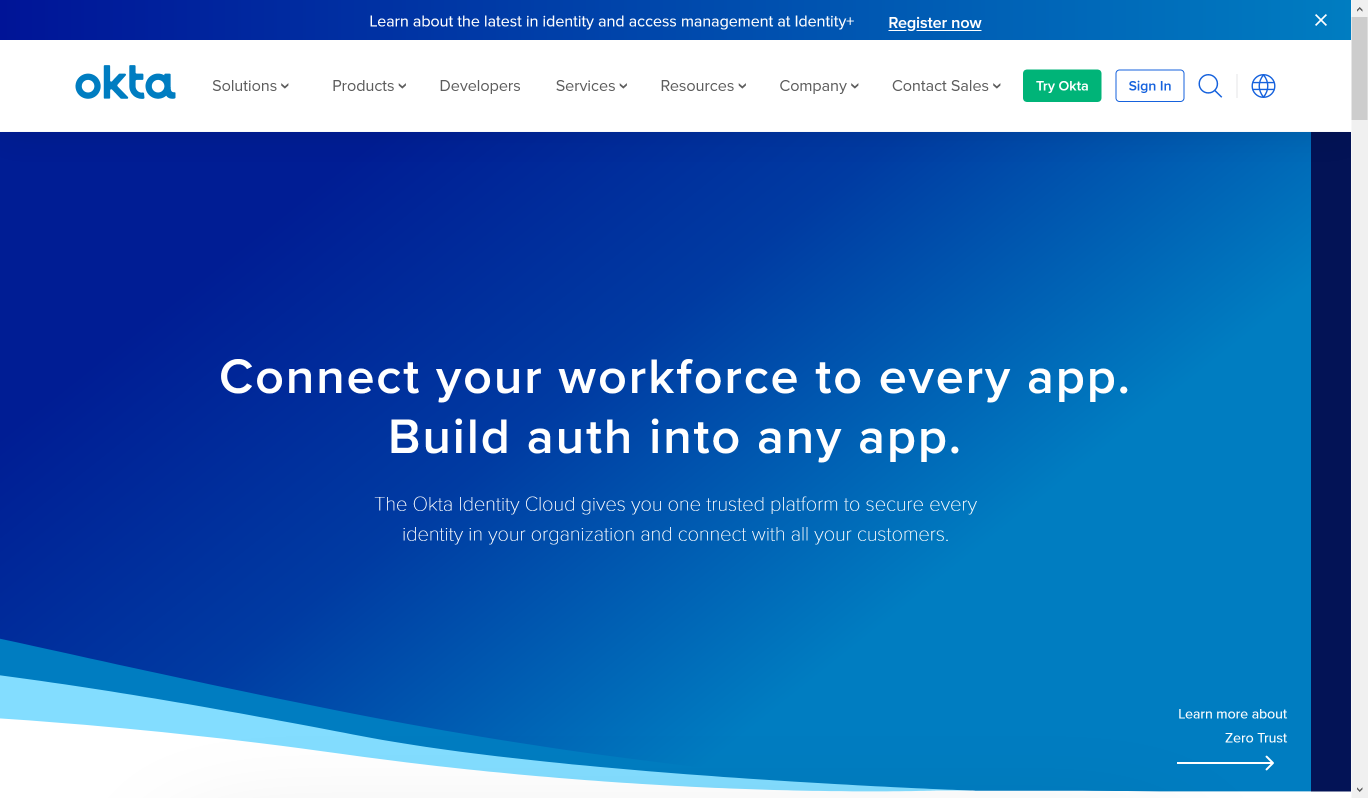 Learn about the latest in identity and access management at Identity+ Register now
okta Solutions Products Developers Services Resources Company Contact Sales Try Okta Sign In
Connect your workforce to every app.
Build auth into any app.
The Okta Identity Cloud gives you one trusted platform to secure every
identity in your organization and connect with all your customers.
Learn more about
Zero Trust